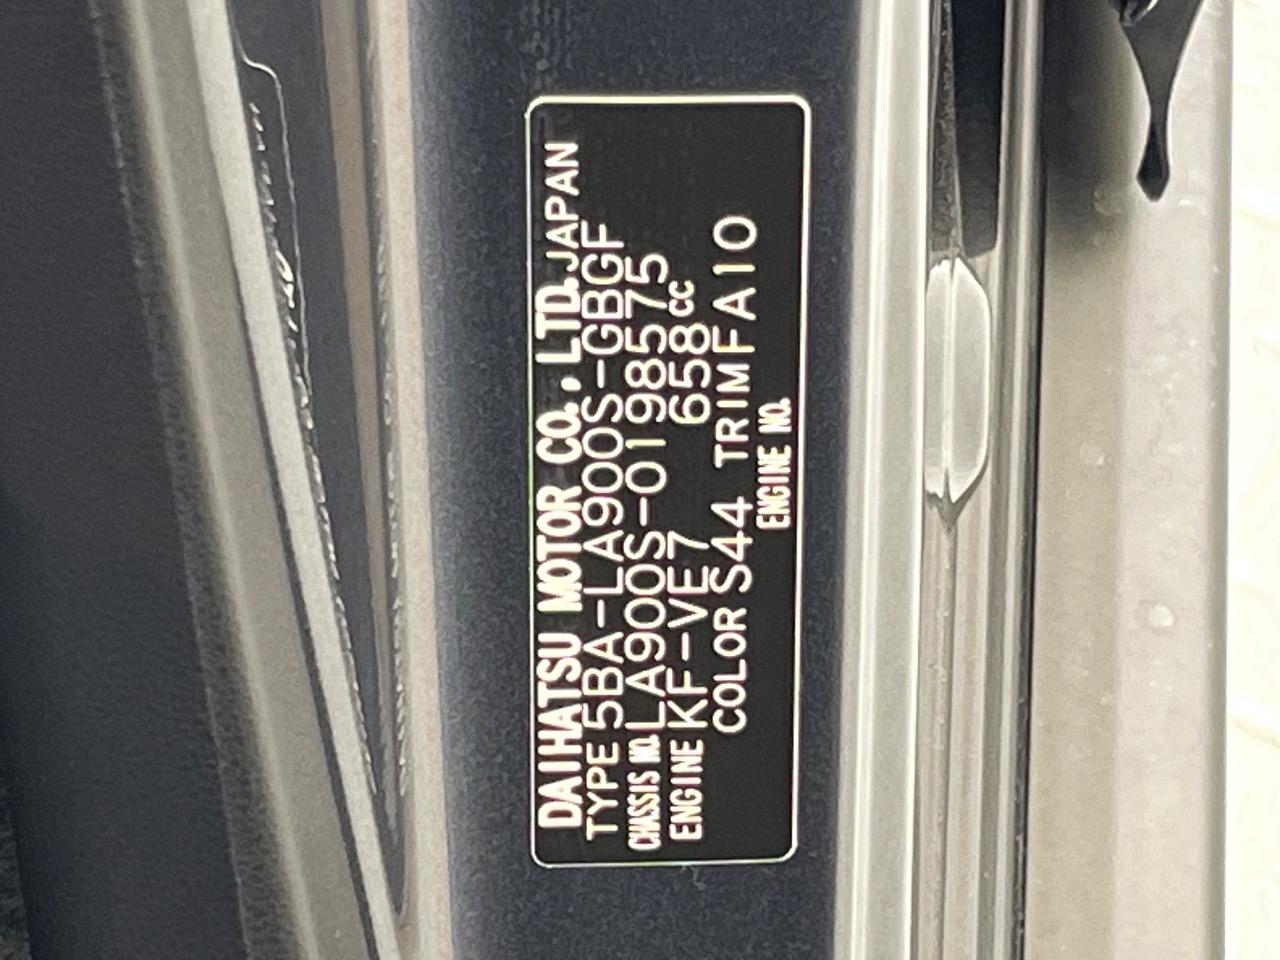 DAIHATSU MOTOR CO., LTD. JAPAN
TYPE 5BA-LA900S-GBGF
CHASSIS NO. LA900S-0198575
ENGINE KF-VE7 658cc
COLOR S44 TRIM FA10
ENGINE NO.